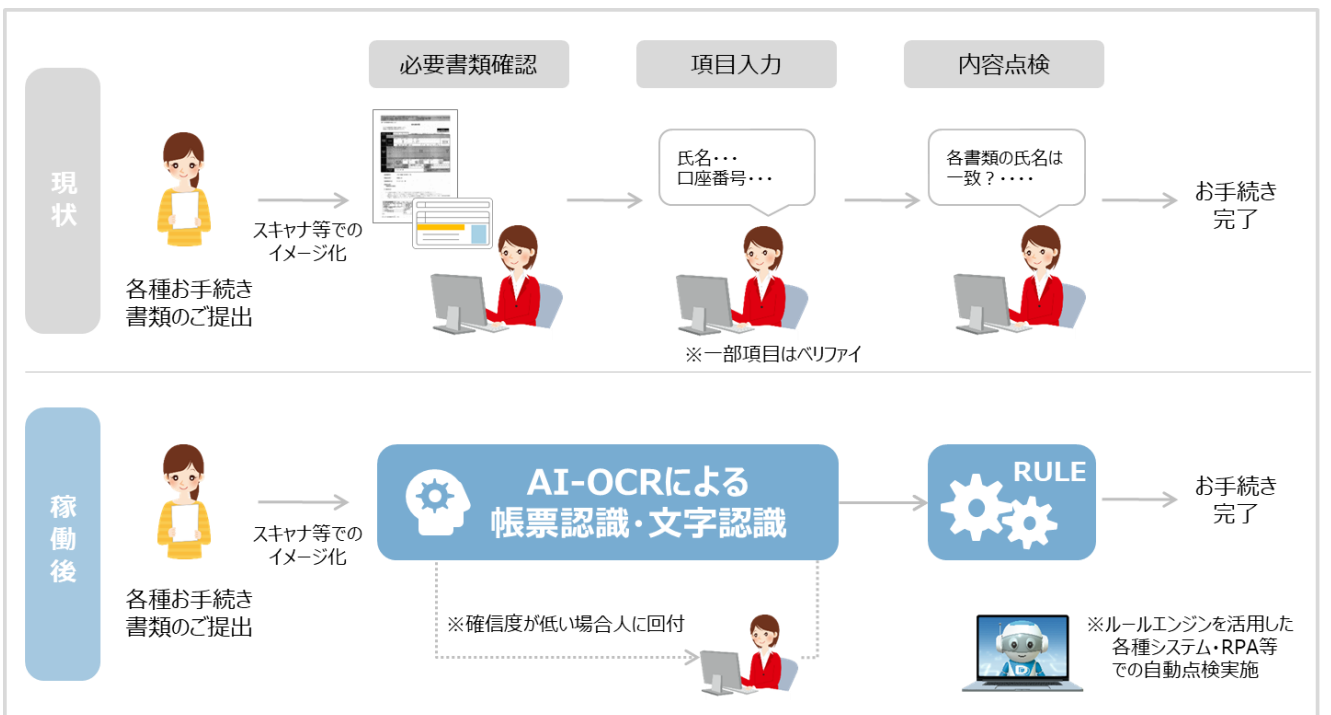 現状
必要書類確認
項目入力
内容点検
各種お手続き
書類のご提出
スキャナ等での
イメージ化
氏名・・・
口座番号・・・
※一部項目はベリファイ
各書類の氏名は
一致？・・・・
お手続き
完了
稼働後
各種お手続き
書類のご提出
スキャナ等での
イメージ化
AI-OCRによる
帳票認識・文字認識
※確信度が低い場合人に回付
RULE
※ルールエンジンを活用した
各種システム・RPA等
での自動点検実施
お手続き
完了